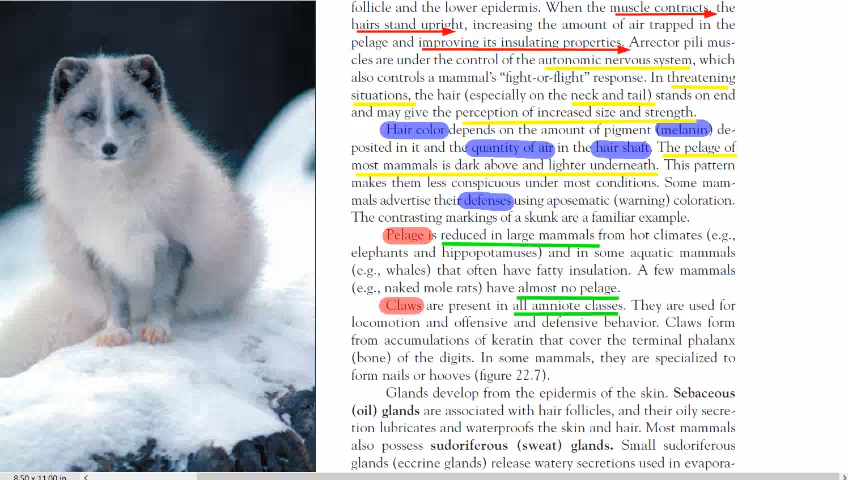 follicle and the lower epidermis. When the muscle contracts, the
hairs stand upright, increasing the amount of air trapped in the
pelage and improving its insulating properties. Arrector pili mus-
cles are under the control of the autonomic nervous system, which
also controls a mammal's "fight-or-flight" response. In threatening
situations, the hair (especially on the neck and tail) stands on end
and may give the perception of increased size and strength.
Hair color depends on the amount of pigment (melanin) de-
posited in it and the quantity of air in the hair shaft. The pelage of
most mammals is dark above and lighter underneath. This pattern
makes them less conspicuous under most conditions. Some mam-
mals advertise their defenses using aposematic (warning) coloration.
The contrasting markings of a skunk are a familiar example.
Pelage is reduced in large mammals from hot climates (e.g.,
elephants and hippopotamuses) and in some aquatic mammals
(e.g., whales) that often have fatty insulation. A few mammals
(e.g., naked mole rats) have almost no pelage.
Claws are present in all amniote classes. They are used for
locomotion and offensive and defensive behavior. Claws form
from accumulations of keratin that cover the terminal phalanx
(bone) of the digits. In some mammals, they are specialized to
form nails or hooves (figure 22.7).
Glands develop from the epidermis of the skin. Sebaceous
(oil) glands are associated with hair follicles, and their oily secre-
tion lubricates and waterproofs the skin and hair. Most mammals
also possess sudoriferous (sweat) glands. Small sudoriferous
glands (eccrine glands) release watery secretions used in evapora-
8.50 x 11.00 in